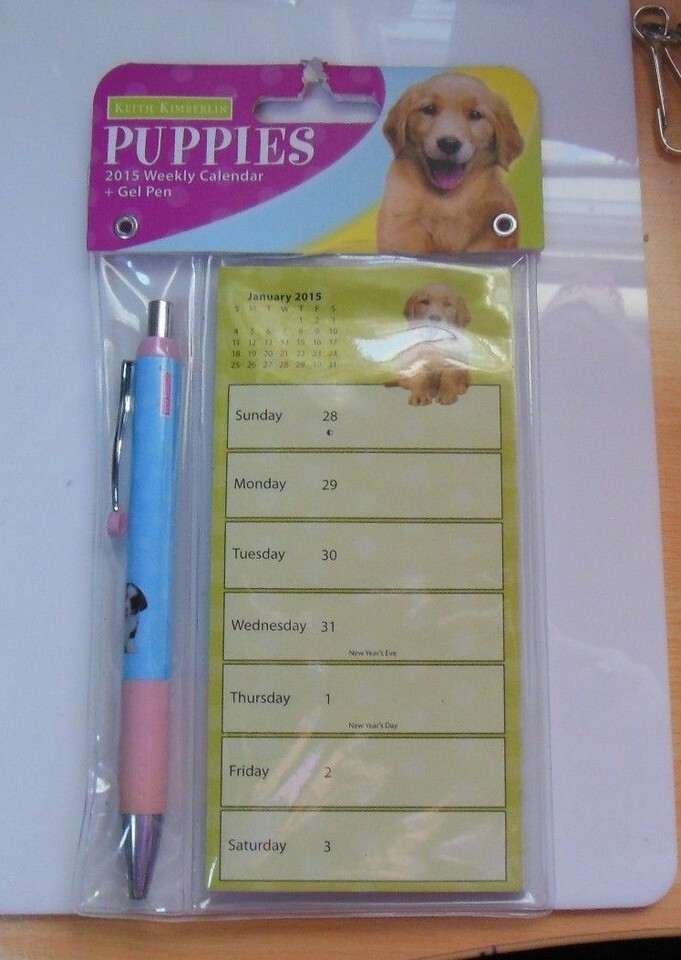 KEITH KIMBERLIN
PUPPIES
2015 Weekly Calendar
+ Gel Pen
January 2015
S M T W T F S
1 2 3
4 5 6 7 8 9 10
11 12 13 14 15 16 17
18 19 20 21 22 23 24
25 26 27 28 29 30 31
Sunday 28
Monday 29
Tuesday 30
Wednesday 31
New Year's Eve
Thursday 1
New Year's Day
Friday 2
Saturday 3